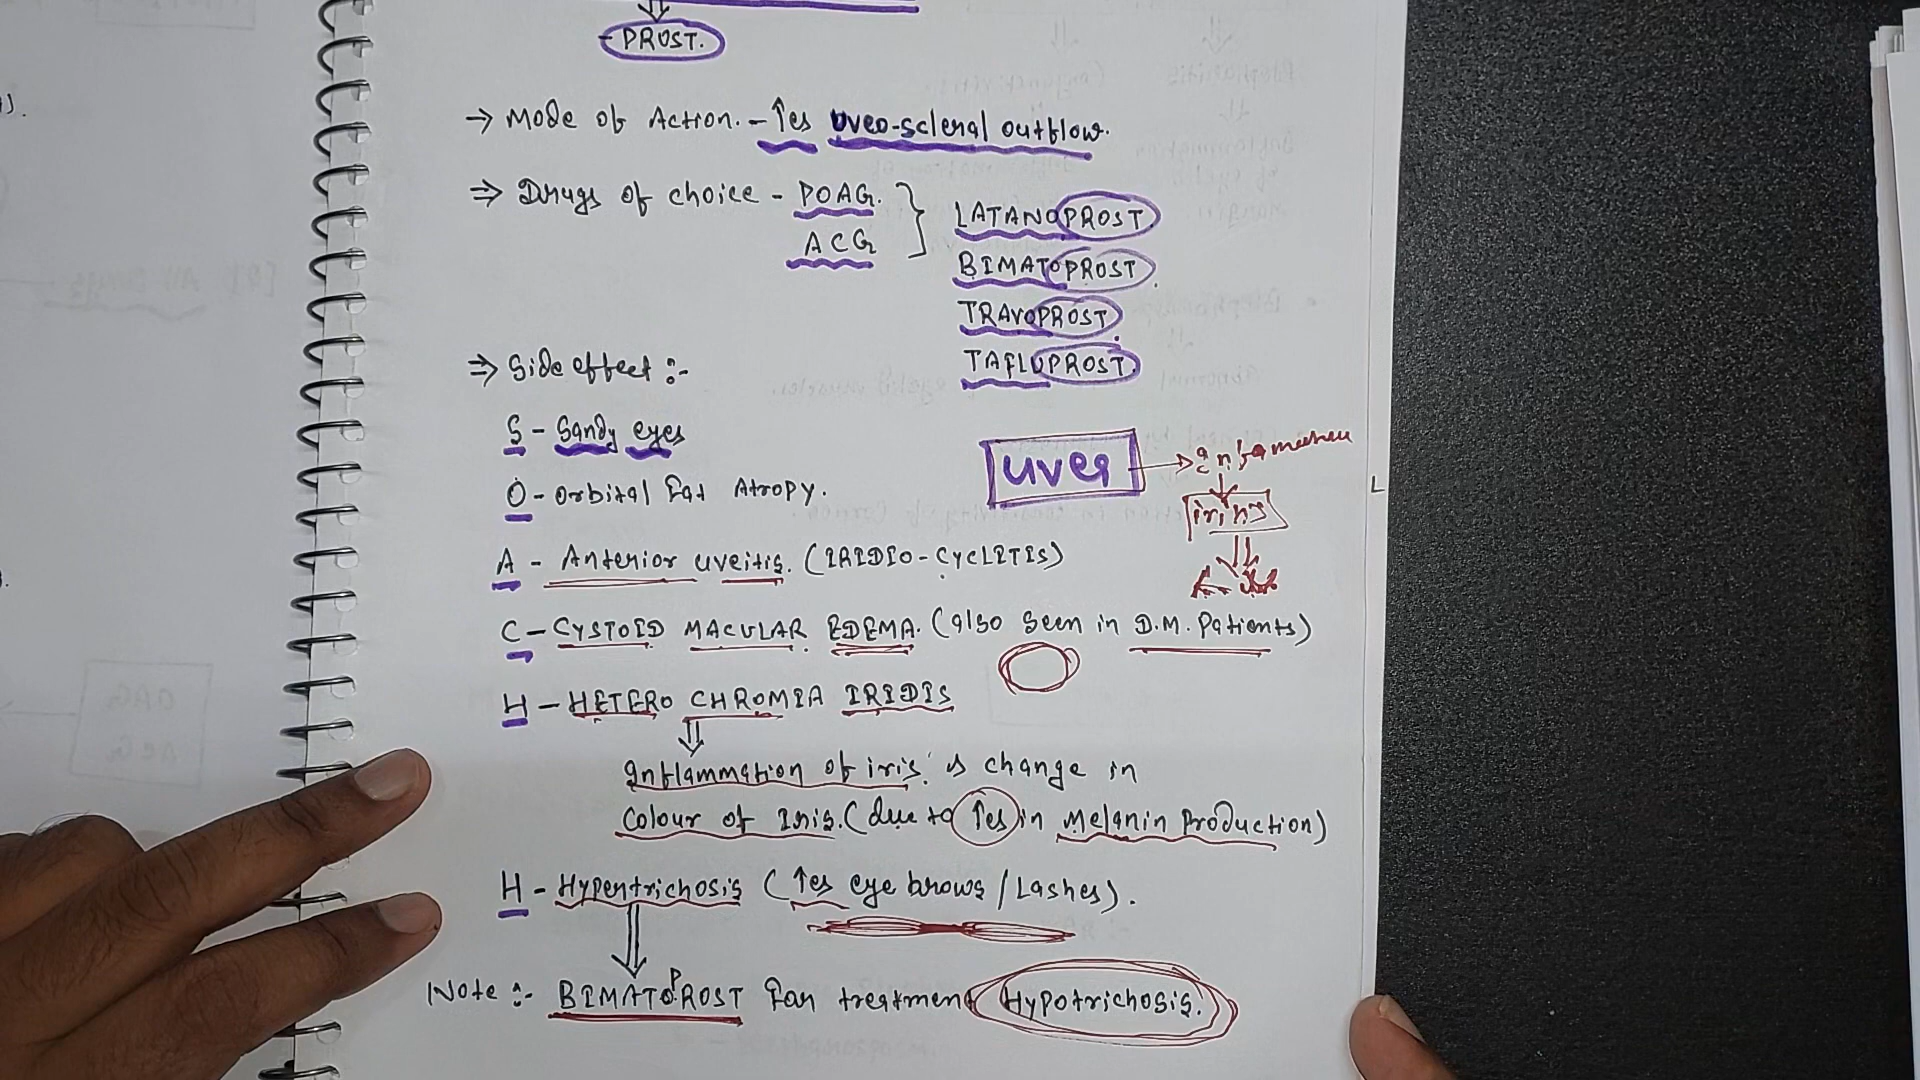 - PROST.
→ Mode of Action. - ↑es uveo-scleral outflow.
⇒ Drugs of choice - POAG.
ACG
LATANOPROST
BIMATOPROST
TRAVOPROST
TAFLUPROST
⇒ Side effect :-
S - Sandy eyes
O - orbital Fat Atropy.
uvea
A - Anterior uveitis. (IRIDIO-CYCLITIS)
C - CYSTOID MACULAR EDEMA. (also seen in D.M. Patients)
H - HETERO CHROMIA IRIDIS
Inflammation of iris. is change in
colour of Iris. (due to ↑es in Melanin Production)
H - Hypertrichosis (↑es eye brows / Lashes).
Note :- BIMATOPROST For treatment Hypotrichosis.